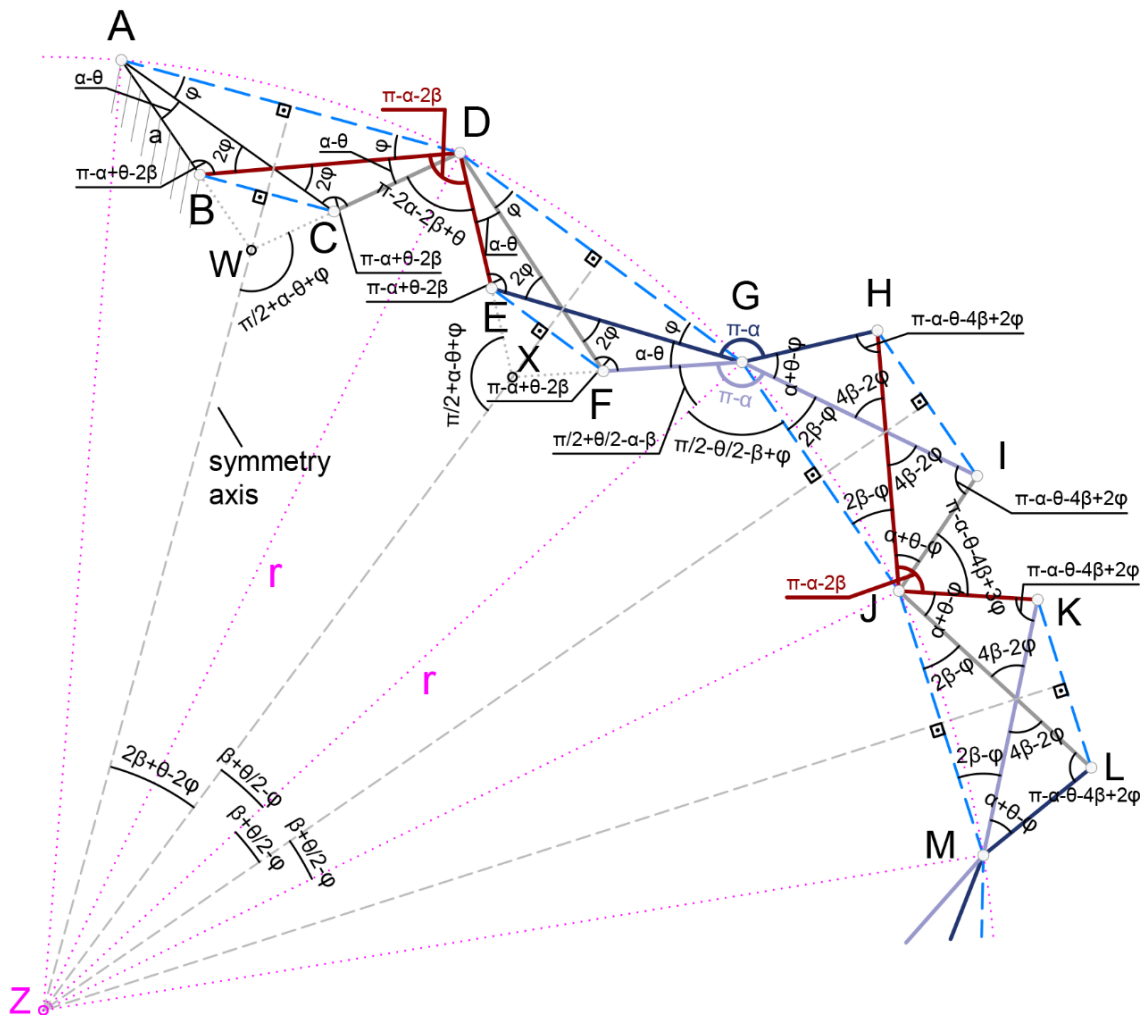 A
α-θ
φ
π-α-2β
D
a
2φ
α-θ
φ
π-α+θ-2β
2φ
B
π-2α-2β+θ
φ
C
α-θ
W
π-α+θ-2β
π-α+θ-2β
2φ
G
H
π/2+α-θ+φ
E
φ
π-α
π-α-θ-4β+2φ
2φ
X
α-θ
α+θ-φ
π/2+α-θ+φ
π-α+θ-2β
F
π-α
4β-2φ
2β-φ
π/2+θ/2-α-β
π/2-θ/2-β+φ
I
symmetry
axis
4β-2φ
2β-φ
π-α-θ-4β+2φ
π-α-θ-4β+3φ
α+θ-φ
r
π-α-2β
π-α-θ-4β+2φ
J
K
α+θ-φ
r
2β-φ
4β-2φ
2β+θ-2φ
β+θ/2-φ
2β-φ
4β-2φ
L
π-α-θ-4β+2φ
β+θ/2-φ
β+θ/2-φ
α+θ-φ
M
Z